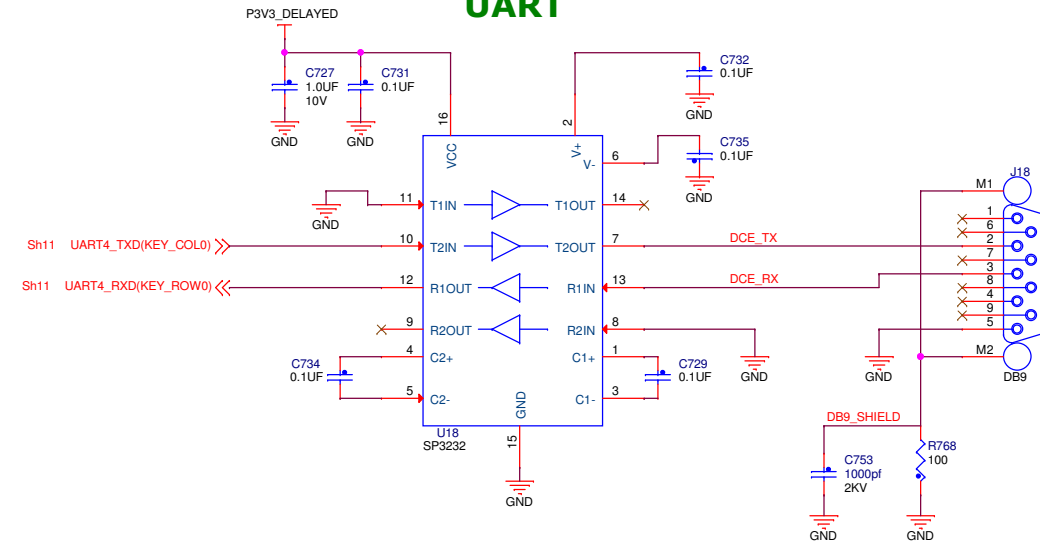 UART
P3V3_DELAYED
C727
1.0UF
10V
C731
0.1UF
GND
GND
C732
0.1UF
GND
C735
0.1UF
GND
16
2
VCC
V+
V-
6
11
T1IN
T1OUT
14
GND
Sh11 UART4_TXD(KEY_COL0)
10
T2IN
T2OUT
7
DCE_TX
Sh11 UART4_RXD(KEY_ROW0)
12
R1OUT
R1IN
13
DCE_RX
9
R2OUT
R2IN
8
GND
C734
0.1UF
4
C2+
C1+
1
C729
0.1UF
5
C2-
C1-
3
GND
15
U18
SP3232
GND
J18
M1
1
6
2
7
3
8
4
9
5
M2
DB9
GND
DB9_SHIELD
C753
1000pf
2KV
R768
100
GND
GND